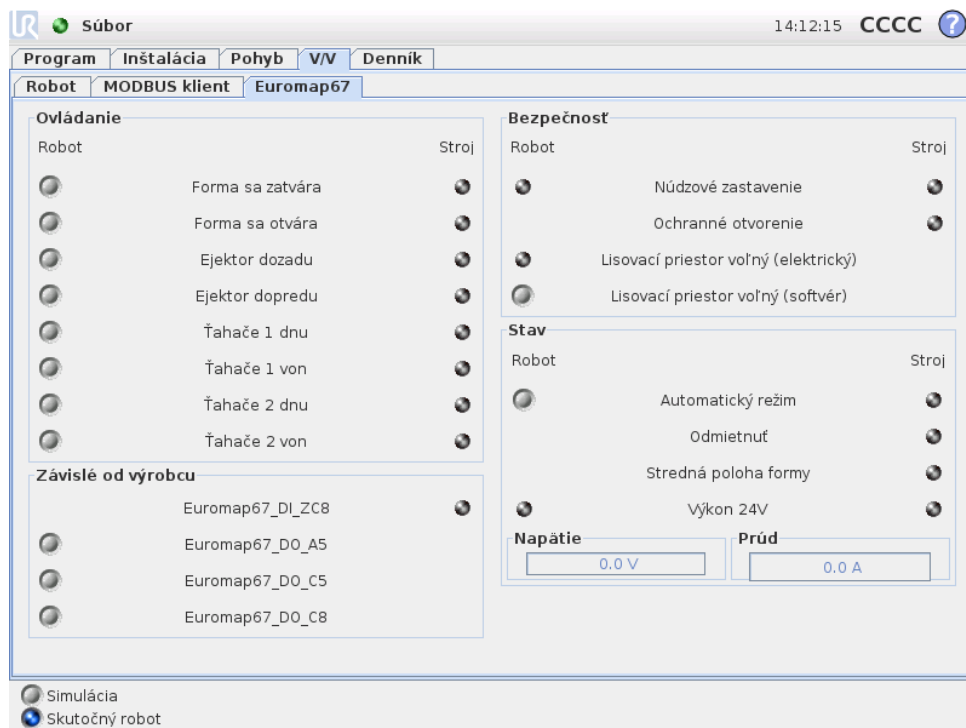 UR Súbor 14:12:15 CCCC ?
Program Inštalácia Pohyb V/V Denník
Robot MODBUS klient Euromap67
Ovládanie
Robot Stroj
Forma sa zatvára
Forma sa otvára
Ejektor dozadu
Ejektor dopredu
Ťahače 1 dnu
Ťahače 1 von
Ťahače 2 dnu
Ťahače 2 von
Závislé od výrobcu
Euromap67_DI_ZC8
Euromap67_DO_A5
Euromap67_DO_C5
Euromap67_DO_C8
Bezpečnosť
Robot Stroj
Núdzové zastavenie
Ochranné otvorenie
Lisovací priestor voľný (elektrický)
Lisovací priestor voľný (softvér)
Stav
Robot Stroj
Automatický režim
Odmietnuť
Stredná poloha formy
Výkon 24V
Napätie Prúd
0.0 V 0.0 A
Simulácia
Skutočný robot